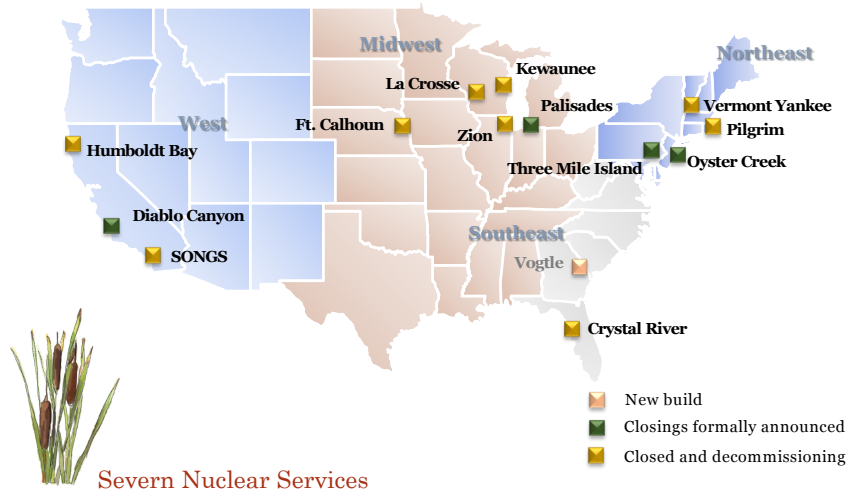 Midwest
Northeast
Kewaunee
La Crosse
Palisades
Vermont Yankee
West
Ft. Calhoun
Zion
Pilgrim
Humboldt Bay
Three Mile Island
Oyster Creek
Diablo Canyon
Southeast
SONGS
Vogtle
Crystal River
New build
Closings formally announced
Closed and decommissioning
Severn Nuclear Services